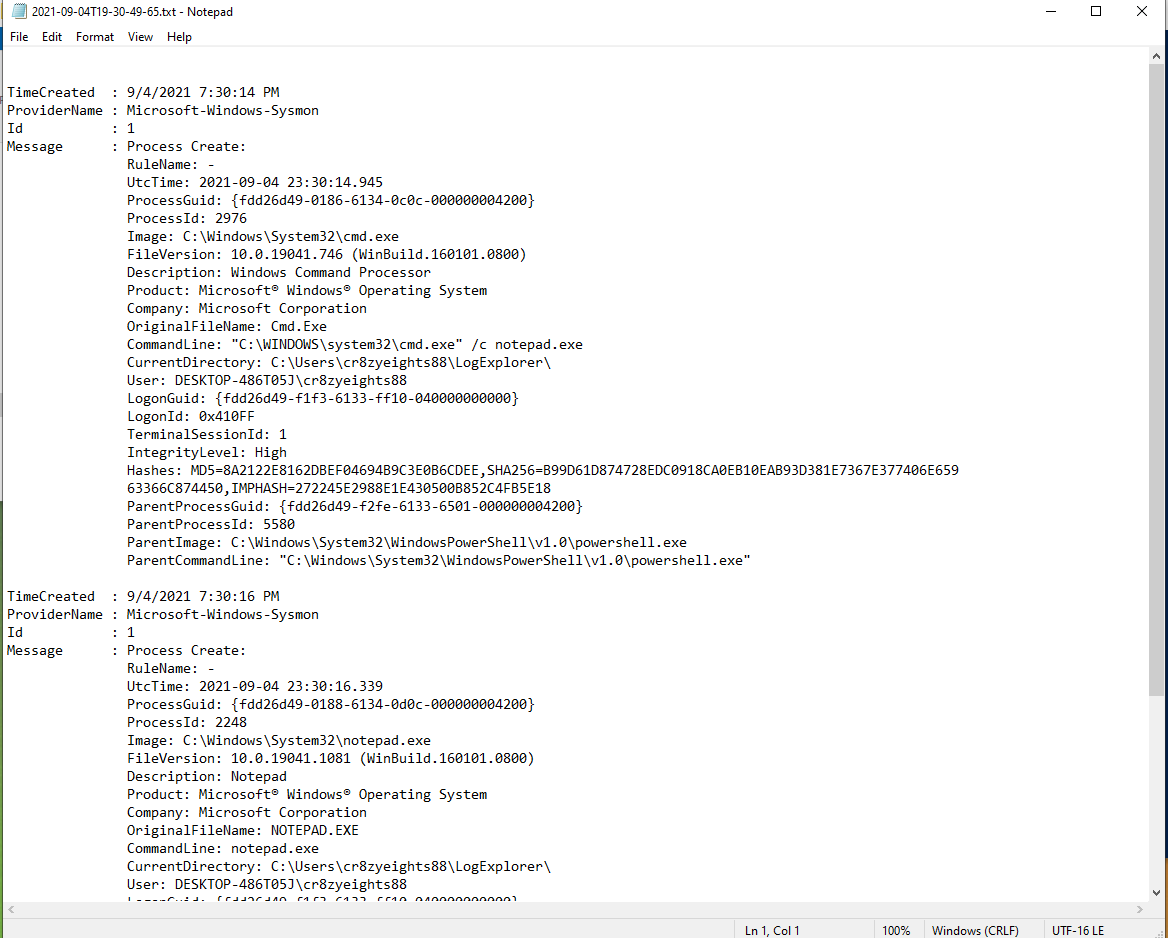 2021-09-04T19-30-49-65.txt - Notepad
File Edit Format View Help
TimeCreated : 9/4/2021 7:30:14 PM
ProviderName : Microsoft-Windows-Sysmon
Id : 1
Message : Process Create:
RuleName: -
UtcTime: 2021-09-04 23:30:14.945
ProcessGuid: {fdd26d49-0186-6134-0c0c-000000004200}
ProcessId: 2976
Image: C:\Windows\System32\cmd.exe
FileVersion: 10.0.19041.746 (WinBuild.160101.0800)
Description: Windows Command Processor
Product: Microsoft® Windows® Operating System
Company: Microsoft Corporation
OriginalFileName: Cmd.Exe
CommandLine: "C:\WINDOWS\system32\cmd.exe" /c notepad.exe
CurrentDirectory: C:\Users\cr8zyeights88\LogExplorer\
User: DESKTOP-486T05J\cr8zyeights88
LogonGuid: {fdd26d49-f1f3-6133-ff10-040000000000}
LogonId: 0x410FF
TerminalSessionId: 1
IntegrityLevel: High
Hashes: MD5=8A2122E8162DBEF04694B9C3E0B6CDEE,SHA256=B99D61D874728EDC0918CA0EB10EAB93D381E7367E377406E659
63366C874450,IMPHASH=272245E2988E1E430500B852C4FB5E18
ParentProcessGuid: {fdd26d49-f2fe-6133-6501-000000004200}
ParentProcessId: 5580
ParentImage: C:\Windows\System32\WindowsPowerShell\v1.0\powershell.exe
ParentCommandLine: "C:\Windows\System32\WindowsPowerShell\v1.0\powershell.exe"
TimeCreated : 9/4/2021 7:30:16 PM
ProviderName : Microsoft-Windows-Sysmon
Id : 1
Message : Process Create:
RuleName: -
UtcTime: 2021-09-04 23:30:16.339
ProcessGuid: {fdd26d49-0188-6134-0d0c-000000004200}
ProcessId: 2248
Image: C:\Windows\System32\notepad.exe
FileVersion: 10.0.19041.1081 (WinBuild.160101.0800)
Description: Notepad
Product: Microsoft® Windows® Operating System
Company: Microsoft Corporation
OriginalFileName: NOTEPAD.EXE
CommandLine: notepad.exe
CurrentDirectory: C:\Users\cr8zyeights88\LogExplorer\
User: DESKTOP-486T05J\cr8zyeights88
LogonGuid: {fdd26d49-f1f3-6133-ff10-040000000000}
Ln 1, Col 1 100% Windows (CRLF) UTF-16 LE